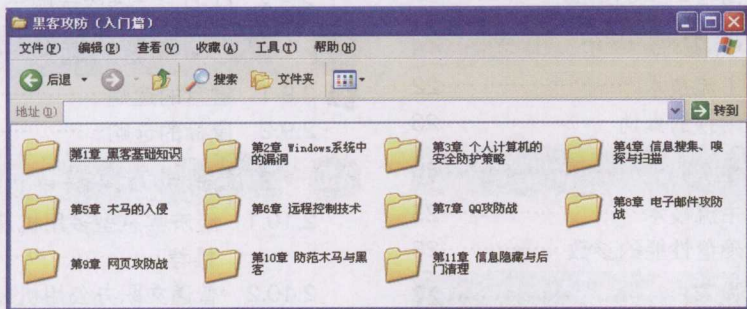 黑客攻防（入门篇）
文件(F) 编辑(E) 查看(V) 收藏(A) 工具(T) 帮助(H)
后退 搜索 文件夹
地址(D) 转到
第1章 黑客基础知识
第2章 Windows系统中
的漏洞
第3章 个人计算机的
安全防护策略
第4章 信息搜集、嗅
探与扫描
第5章 木马的入侵
第6章 远程控制技术
第7章 QQ攻防战
第8章 电子邮件攻防
战
第9章 网页攻防战
第10章 防范木马与黑
客
第11章 信息隐藏与后
门清理